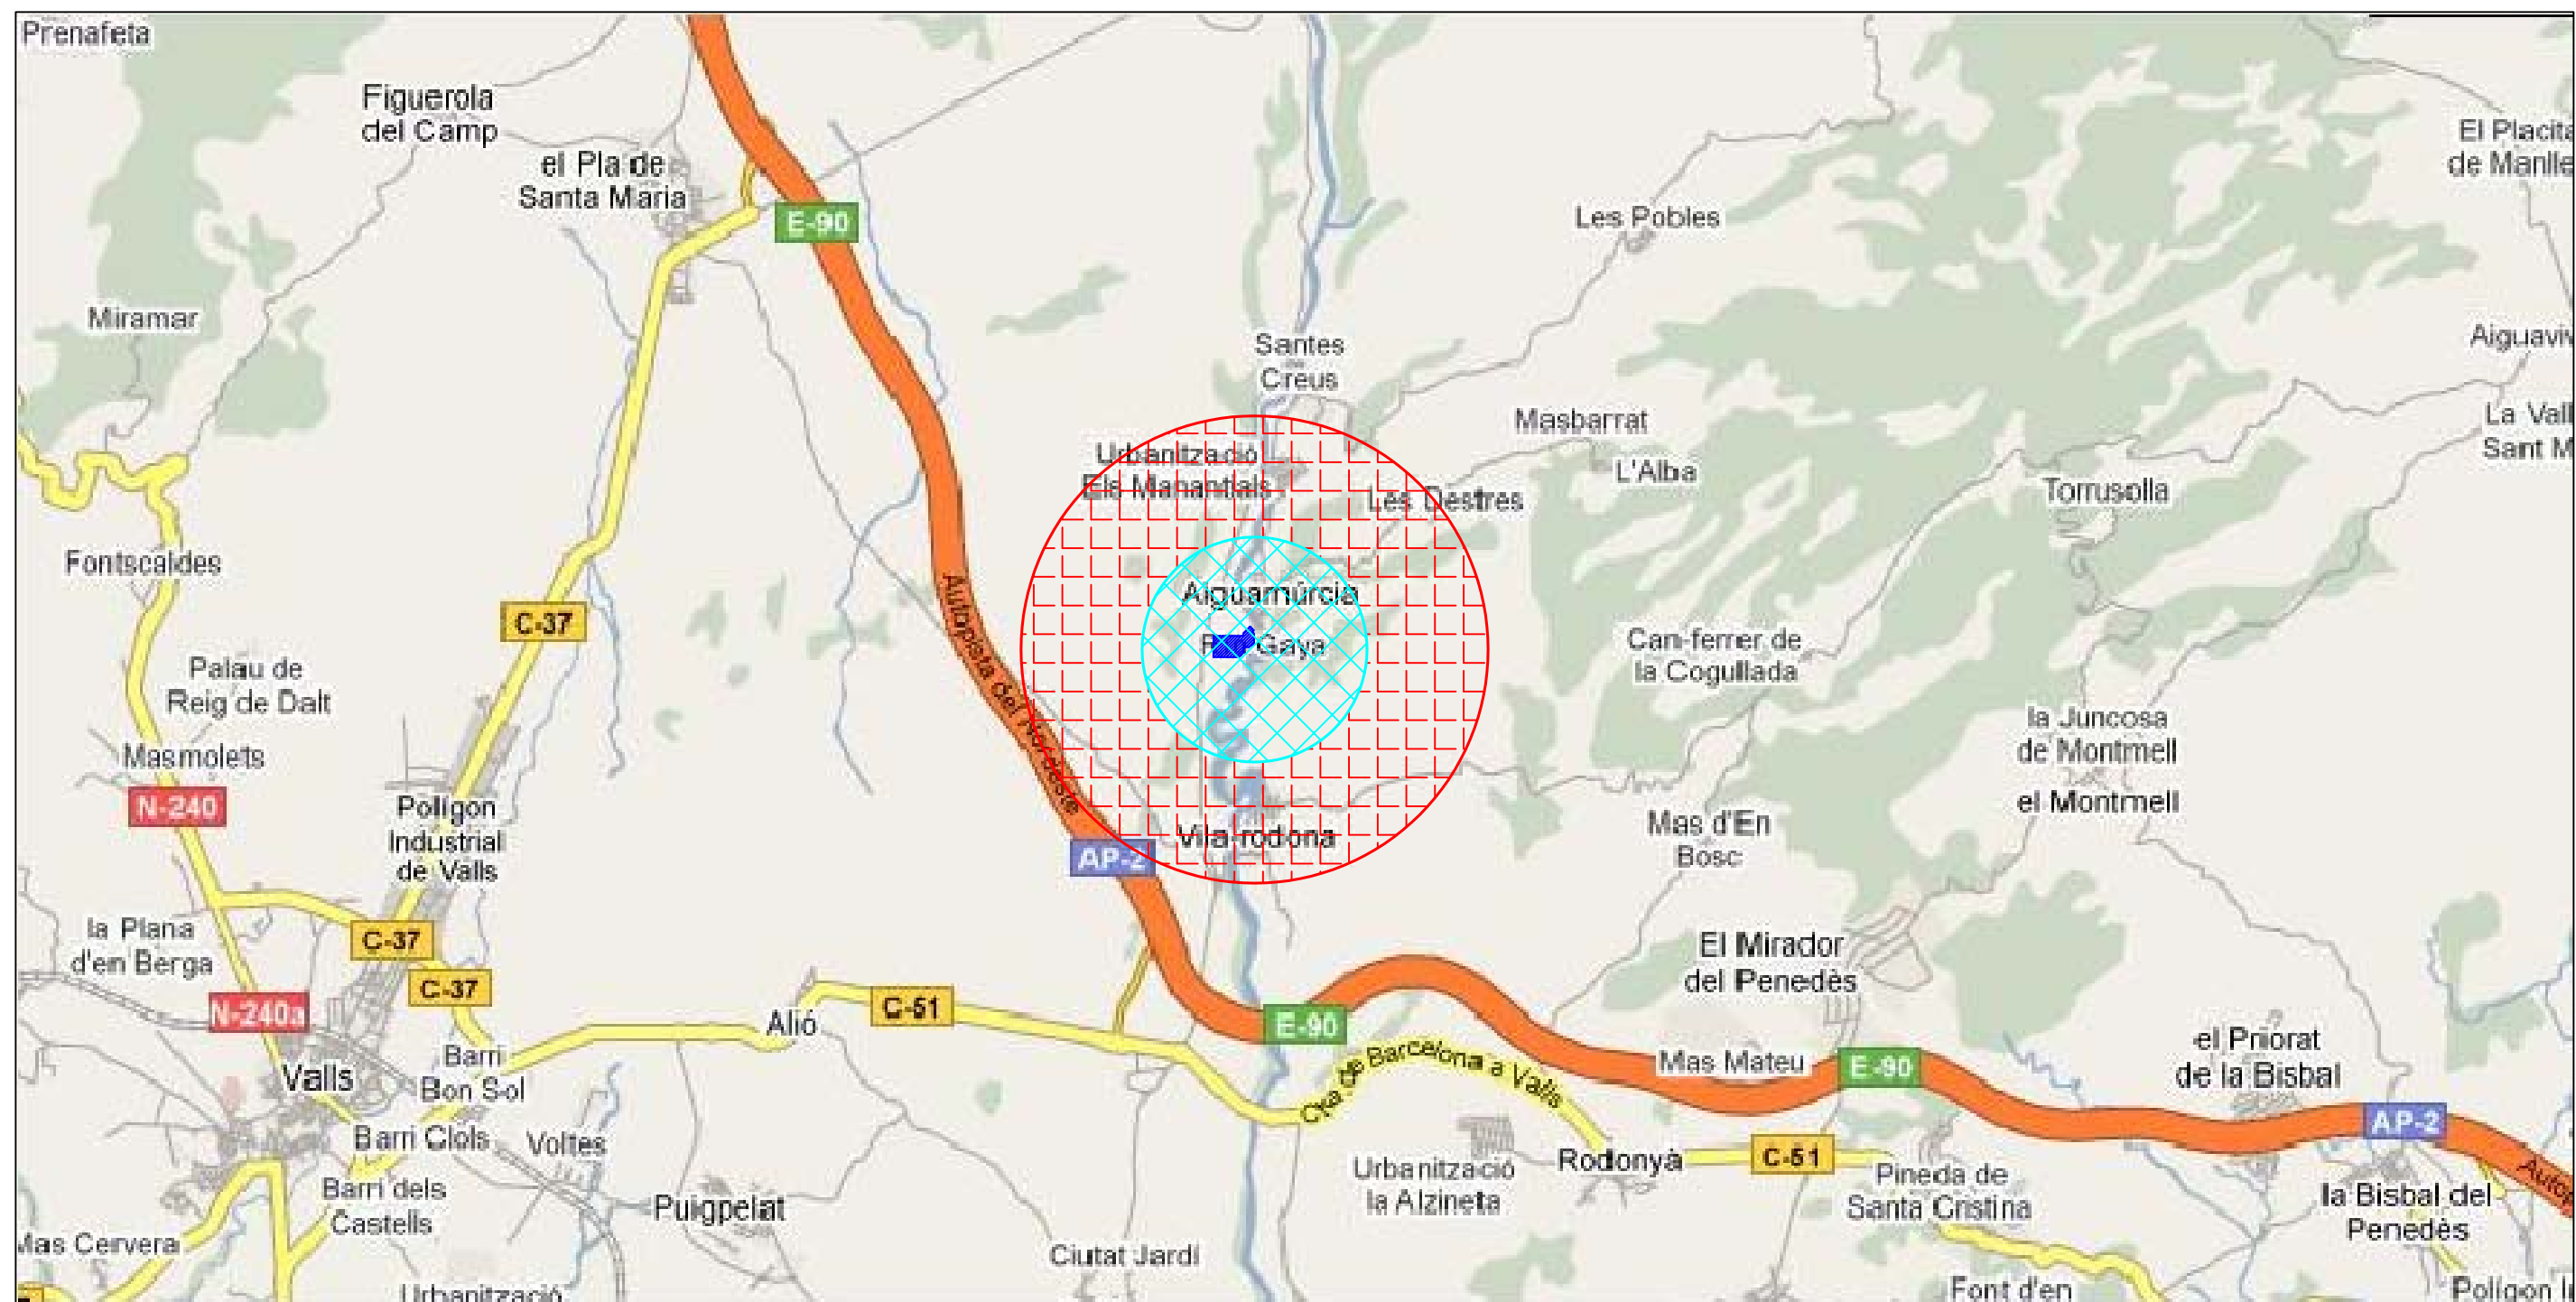 Prenafeta
Figuerola
del Camp
el Pla de
Santa Maria
E-90
El Placita
de Manlle
Les Pobles
Miramar
Santes
Creus
Aiguaviv
Masbarrat
L'Alba
La Vall
Sant M
Urbanització
Els Manantials
Les Destres
Torrusolla
Fontscaldes
Aiguamúrcia
C-37
Gaya
Can-ferrer de
la Cogullada
Palau de
Reig de Dalt
Autopista del Nordeste
la Juncosa
de Montmell
el Montmell
Masmolets
N-240
Polígon
Industrial
de Valls
Vila-rodona
AP-2
Mas d'En
Bosc
la Plana
d'en Berga
C-37
C-37
El Mirador
del Penedès
N-240a
Alió
C-51
E-90
Ctra de Barcelona a Valls
Mas Mateu
E-90
el Priorat
de la Bisbal
AP-2
Valls
Barri
Bon Sol
Barri Clols
Voltes
Barri dels
Castells
Puigpelat
Urbanització
la Alzineta
Rodonyà
C-51
Pineda de
Santa Cristina
la Bisbal del
Penedès
Autop
Mas Cervera
Ciutat Jardí
Urbanització
Font d'en
Polígon I